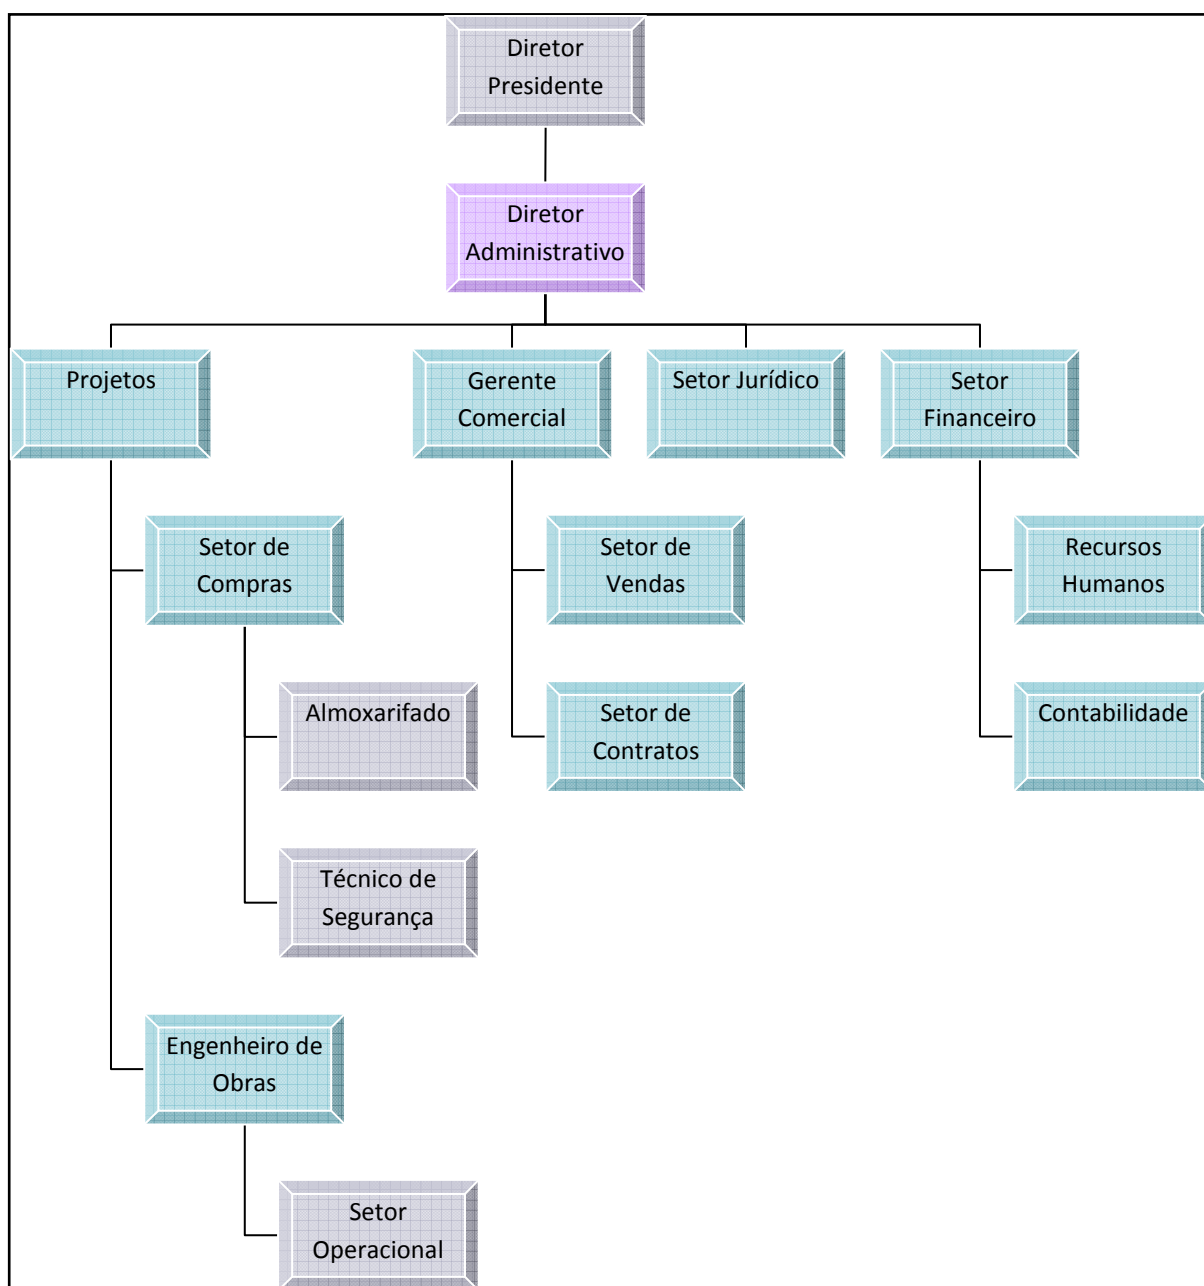 Diretor
Presidente
Diretor
Administrativo
Projetos
Gerente
Comercial
Setor Jurídico
Setor
Financeiro
Setor de
Compras
Setor de
Vendas
Recursos
Humanos
Almoxarifado
Setor de
Contratos
Contabilidade
Técnico de
Segurança
Engenheiro de
Obras
Setor
Operacional